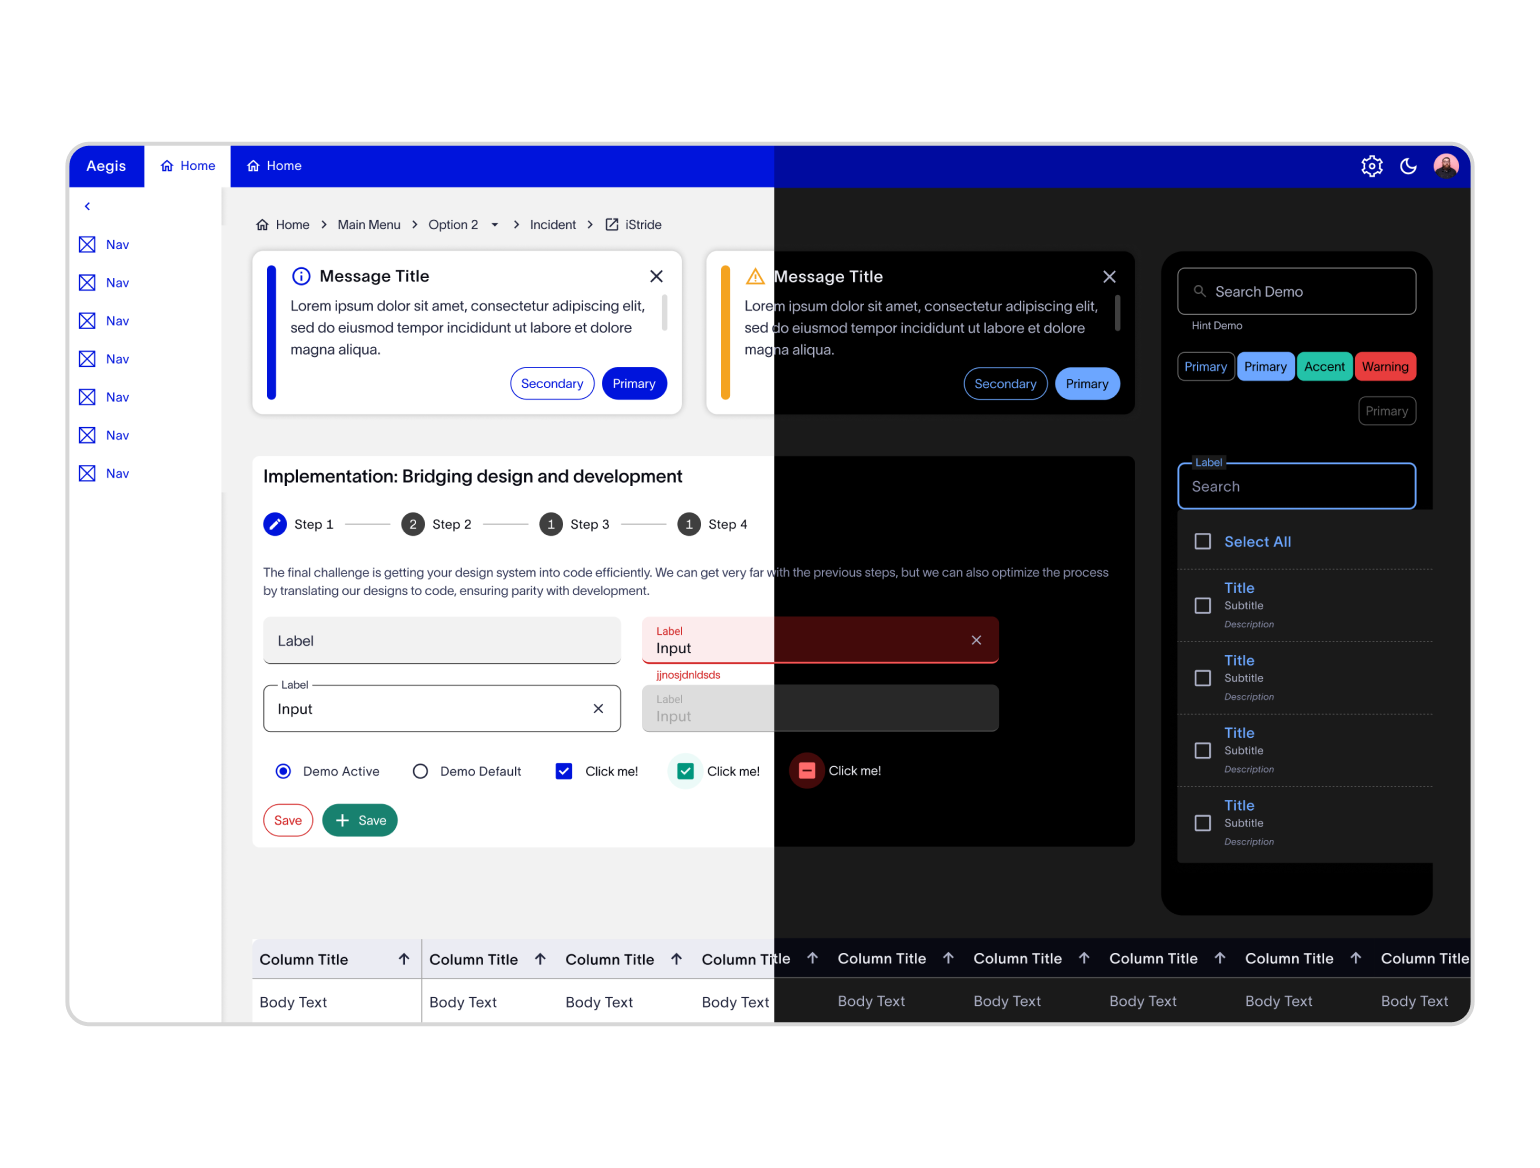 Aegis
Home
Home
Nav
Nav
Nav
Nav
Nav
Nav
Nav
Home
Main Menu
Option 2
Incident
iStride
Message Title
Lorem ipsum dolor sit amet, consectetur adipiscing elit,
sed do eiusmod tempor incididunt ut labore et dolore
magna aliqua.
Secondary
Primary
Message Title
Lorem ipsum dolor sit amet, consectetur adipiscing elit,
sed do eiusmod tempor incididunt ut labore et dolore
magna aliqua.
Secondary
Primary
Implementation: Bridging design and development
Step 1
2 Step 2
1 Step 3
1 Step 4
The final challenge is getting your design system into code efficiently. We can get very far with the previous steps, but we can also optimize the process
by translating our designs to code, ensuring parity with development.
Label
Label
Input
jjnosjdnldsds
Label
Input
Label
Input
Demo Active
Demo Default
Click me!
Click me!
Click me!
Save
Save
Search Demo
Hint Demo
Primary
Primary
Accent
Warning
Primary
Label
Search
Select All
Title
Subtitle
Description
Title
Subtitle
Description
Title
Subtitle
Description
Title
Subtitle
Description
Column Title
Column Title
Column Title
Column Title
Column Title
Column Title
Column Title
Column Title
Column Title
Body Text
Body Text
Body Text
Body Text
Body Text
Body Text
Body Text
Body Text
Body Text